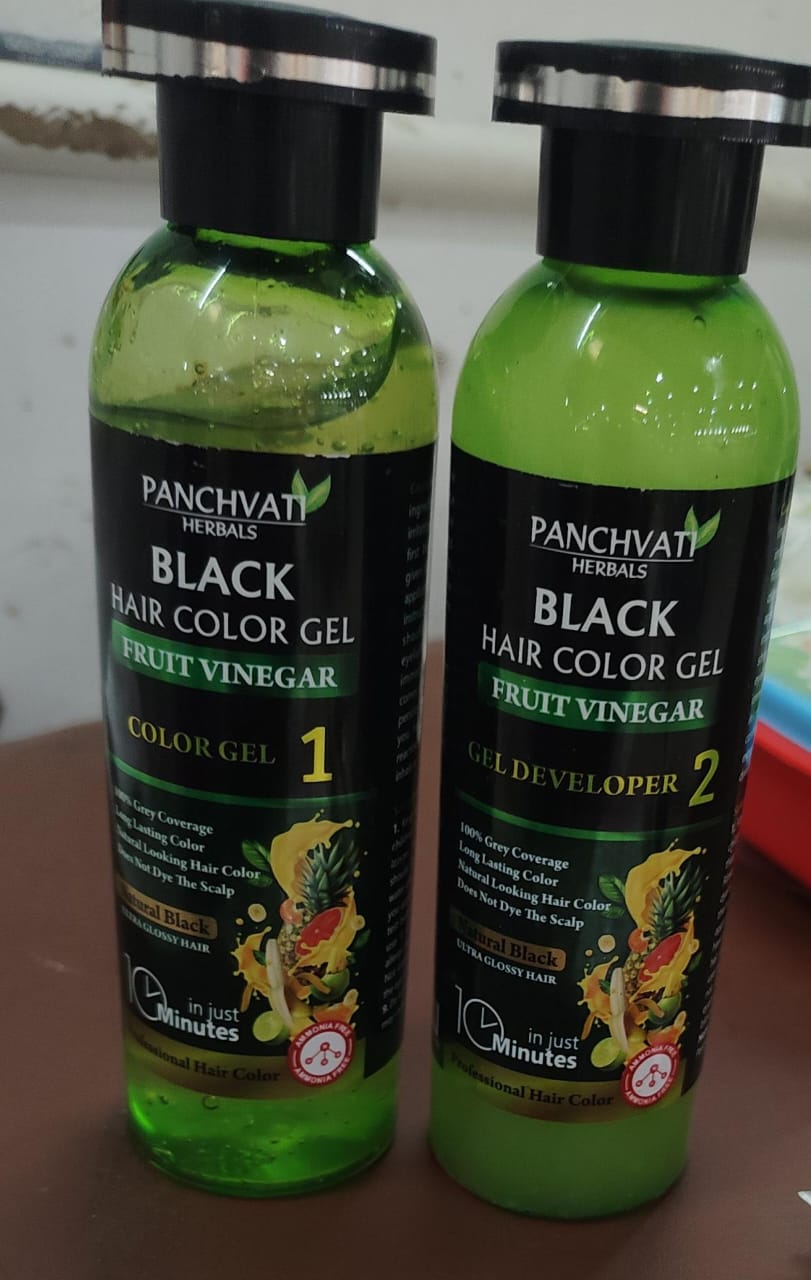 PANCHVATI
HERBALS
BLACK
HAIR COLOR GEL
FRUIT VINEGAR
COLOR GEL 1
100% Grey Coverage
Long Lasting Color
Natural Looking Hair Color
Does Not Dye The Scalp
Natural Black
ULTRA GLOSSY HAIR
10 in just
Minutes
AMMONIA FREE
AMMONIA FREE
Professional Hair Color
PANCHVATI
HERBALS
BLACK
HAIR COLOR GEL
FRUIT VINEGAR
GEL DEVELOPER 2
100% Grey Coverage
Long Lasting Color
Natural Looking Hair Color
Does Not Dye The Scalp
Natural Black
ULTRA GLOSSY HAIR
10 in just
Minutes
AMMONIA FREE
AMMONIA FREE
Professional Hair Color